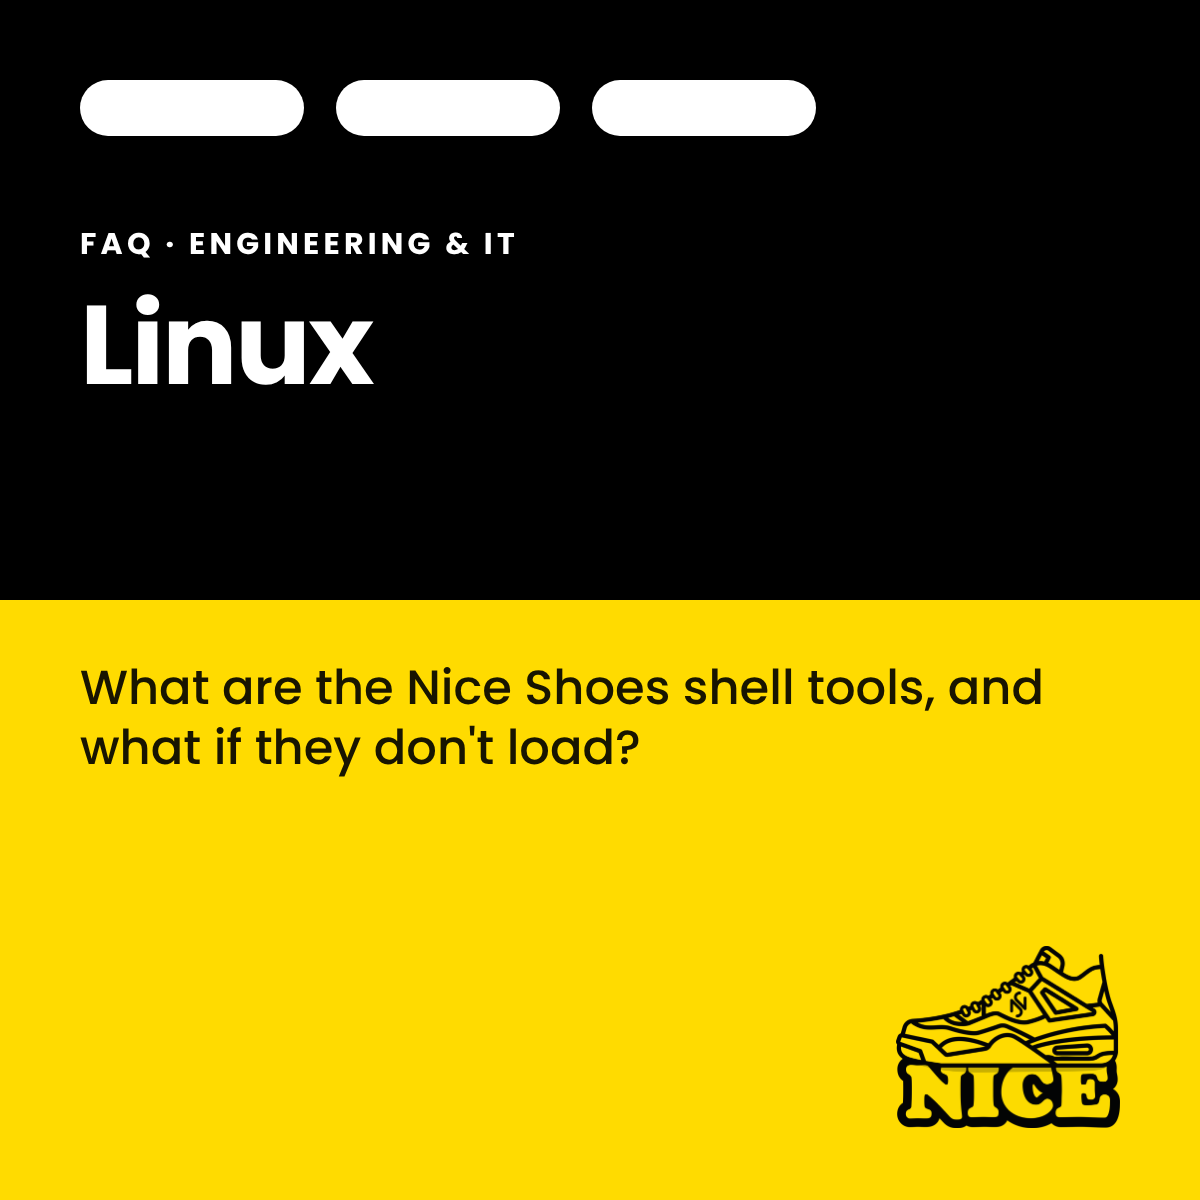 FAQ · ENGINEERING & IT
Linux
What are the Nice Shoes shell tools, and
what if they don't load?
NICE